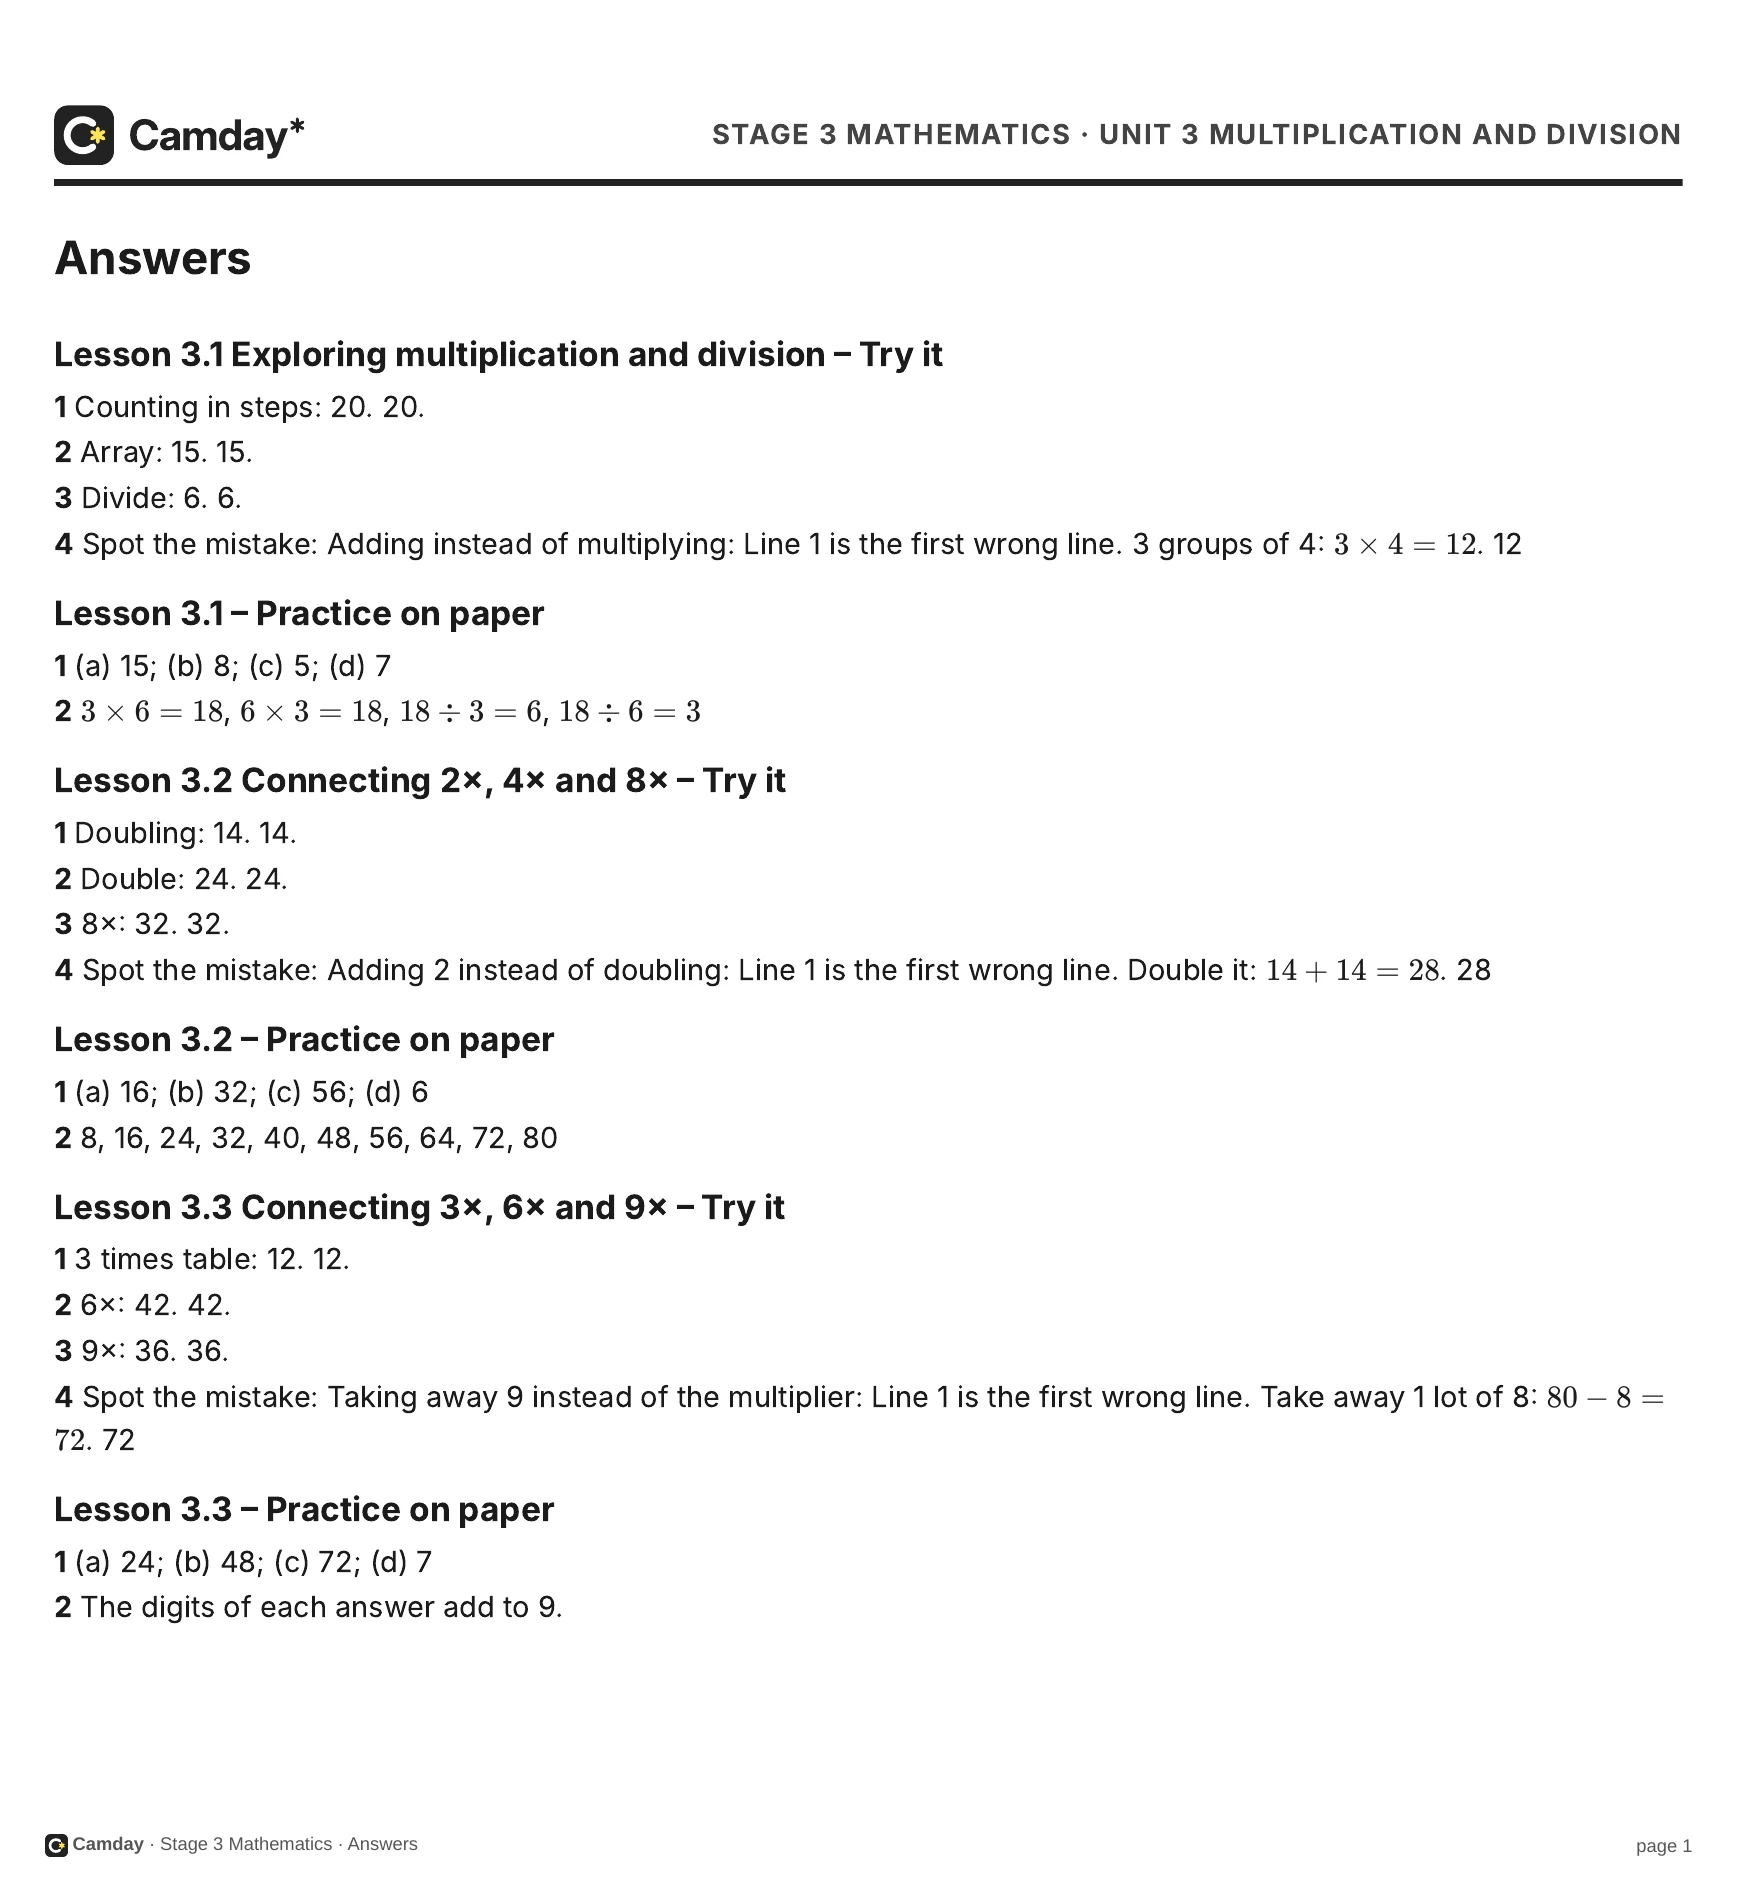 Camday*
STAGE 3 MATHEMATICS · UNIT 3 MULTIPLICATION AND DIVISION
Answers
Lesson 3.1 Exploring multiplication and division – Try it
1 Counting in steps: 20. 20.
2 Array: 15. 15.
3 Divide: 6. 6.
4 Spot the mistake: Adding instead of multiplying: Line 1 is the first wrong line. 3 groups of 4: 3 × 4 = 12. 12
Lesson 3.1 – Practice on paper
1 (a) 15; (b) 8; (c) 5; (d) 7
2 3 × 6 = 18, 6 × 3 = 18, 18 ÷ 3 = 6, 18 ÷ 6 = 3
Lesson 3.2 Connecting 2×, 4× and 8× – Try it
1 Doubling: 14. 14.
2 Double: 24. 24.
3 8×: 32. 32.
4 Spot the mistake: Adding 2 instead of doubling: Line 1 is the first wrong line. Double it: 14 + 14 = 28. 28
Lesson 3.2 – Practice on paper
1 (a) 16; (b) 32; (c) 56; (d) 6
2 8, 16, 24, 32, 40, 48, 56, 64, 72, 80
Lesson 3.3 Connecting 3×, 6× and 9× – Try it
1 3 times table: 12. 12.
2 6×: 42. 42.
3 9×: 36. 36.
4 Spot the mistake: Taking away 9 instead of the multiplier: Line 1 is the first wrong line. Take away 1 lot of 8: 80 − 8 =
72. 72
Lesson 3.3 – Practice on paper
1 (a) 24; (b) 48; (c) 72; (d) 7
2 The digits of each answer add to 9.
Camday · Stage 3 Mathematics · Answers
page 1